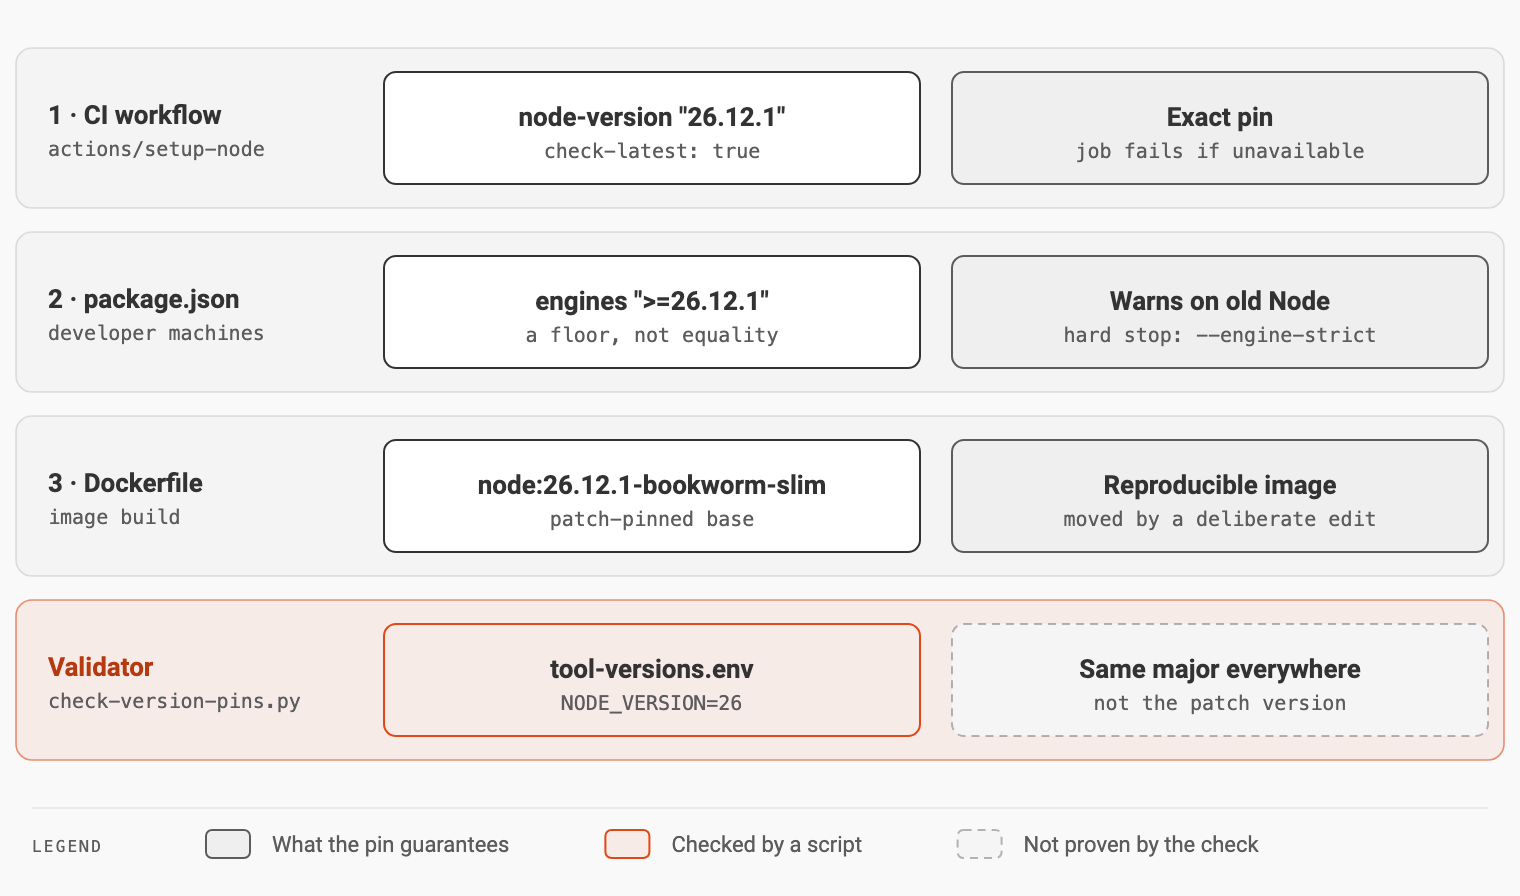 1 · CI workflow
actions/setup-node
node-version "26.12.1"
check-latest: true
Exact pin
job fails if unavailable
2 · package.json
developer machines
engines ">=26.12.1"
a floor, not equality
Warns on old Node
hard stop: --engine-strict
3 · Dockerfile
image build
node:26.12.1-bookworm-slim
patch-pinned base
Reproducible image
moved by a deliberate edit
Validator
check-version-pins.py
tool-versions.env
NODE_VERSION=26
Same major everywhere
not the patch version
LEGEND
What the pin guarantees
Checked by a script
Not proven by the check